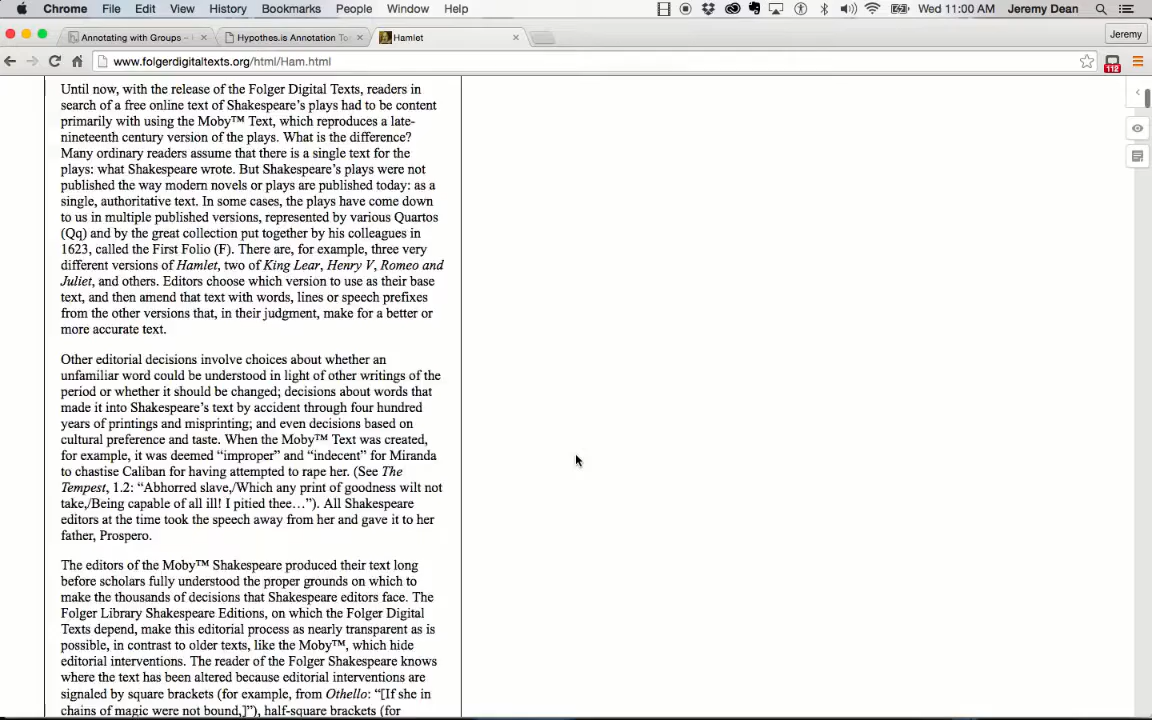 Chrome File Edit View History Bookmarks People Window Help Wed 11:00 AM Jeremy Dean
Annotating with Groups – Hypothes.is Annotation To Hamlet Jeremy
www.folgerdigitaltexts.org/html/Ham.html 112
Until now, with the release of the Folger Digital Texts, readers in
search of a free online text of Shakespeare’s plays had to be content
primarily with using the Moby™ Text, which reproduces a late-
nineteenth century version of the plays. What is the difference?
Many ordinary readers assume that there is a single text for the
plays: what Shakespeare wrote. But Shakespeare’s plays were not
published the way modern novels or plays are published today: as a
single, authoritative text. In some cases, the plays have come down
to us in multiple published versions, represented by various Quartos
(Qq) and by the great collection put together by his colleagues in
1623, called the First Folio (F). There are, for example, three very
different versions of Hamlet, two of King Lear, Henry V, Romeo and
Juliet, and others. Editors choose which version to use as their base
text, and then amend that text with words, lines or speech prefixes
from the other versions that, in their judgment, make for a better or
more accurate text.
Other editorial decisions involve choices about whether an
unfamiliar word could be understood in light of other writings of the
period or whether it should be changed; decisions about words that
made it into Shakespeare’s text by accident through four hundred
years of printings and misprinting; and even decisions based on
cultural preference and taste. When the Moby™ Text was created,
for example, it was deemed “improper” and “indecent” for Miranda
to chastise Caliban for having attempted to rape her. (See The
Tempest, 1.2: “Abhorred slave,/Which any print of goodness wilt not
take,/Being capable of all ill! I pitied thee…”). All Shakespeare
editors at the time took the speech away from her and gave it to her
father, Prospero.
The editors of the Moby™ Shakespeare produced their text long
before scholars fully understood the proper grounds on which to
make the thousands of decisions that Shakespeare editors face. The
Folger Library Shakespeare Editions, on which the Folger Digital
Texts depend, make this editorial process as nearly transparent as is
possible, in contrast to older texts, like the Moby™, which hide
editorial interventions. The reader of the Folger Shakespeare knows
where the text has been altered because editorial interventions are
signaled by square brackets (for example, from Othello: “[If she in
chains of magic were not bound,]”), half-square brackets (for